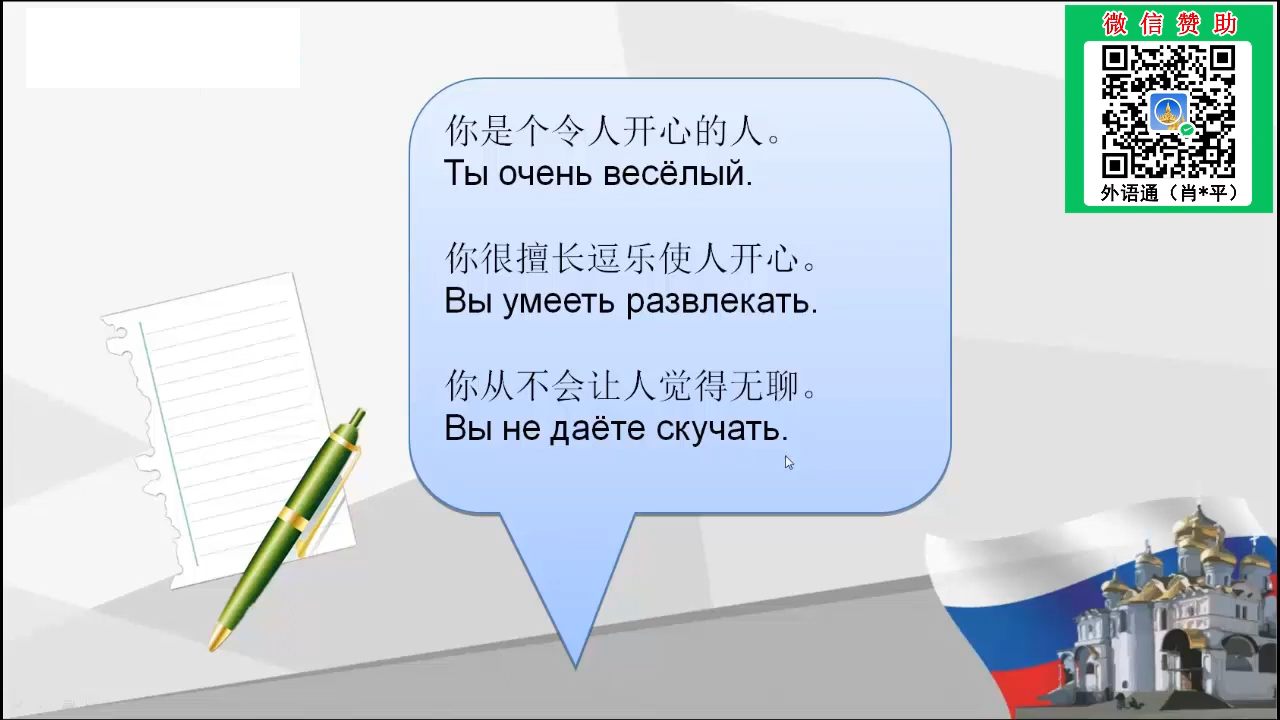 微信赞助
外语通（肖*平）
你是个令人开心的人。
Ты очень весёлый.
你很擅长逗乐使人开心。
Вы умееть развлекать.
你从不会让人觉得无聊。
Вы не даёте скучать.